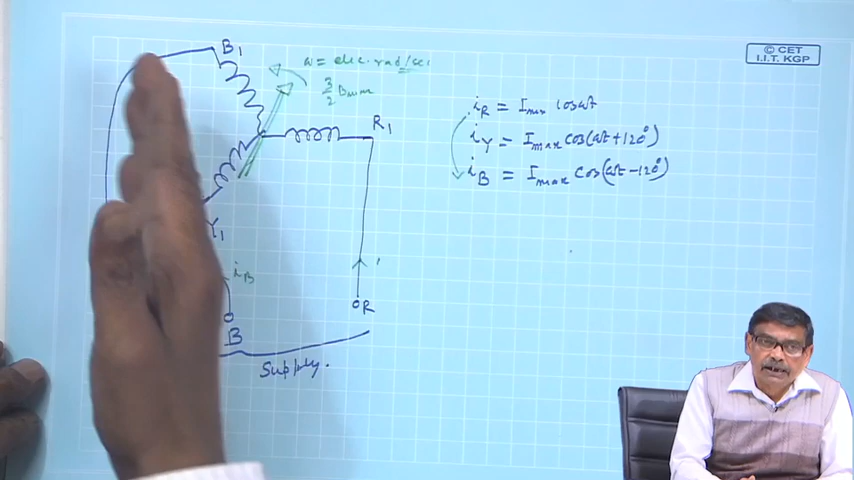 B₁
ω = elec. rad/sec
3/2 Bmax
R₁
Y₁
iB
R
B
Supply.
iR = Imax cosωt
iY = Imax cos(ωt+120°)
iB = Imax cos(ωt−120°)
© CET
I.I.T. KGP